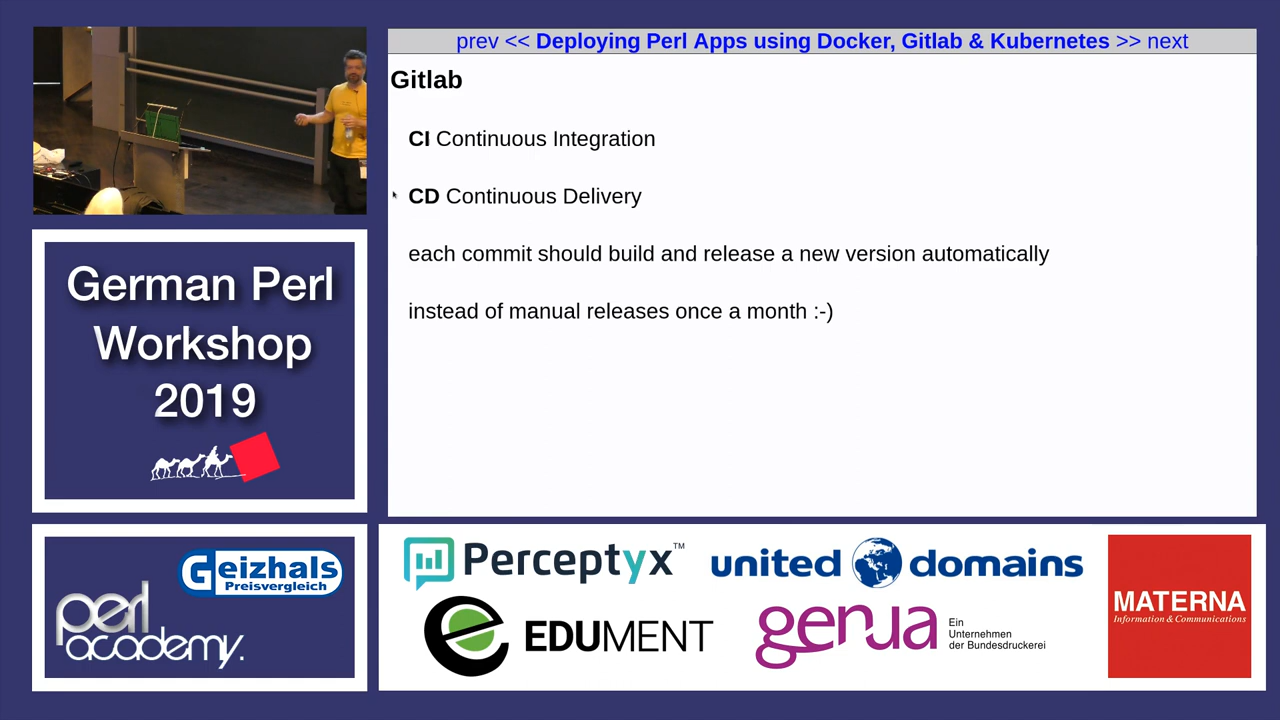 prev << Deploying Perl Apps using Docker, Gitlab & Kubernetes >> next
Gitlab
CI Continuous Integration
CD Continuous Delivery
each commit should build and release a new version automatically
instead of manual releases once a month :-)
German Perl
Workshop
2019
Geizhals
Preisvergleich
perl
academy.
Perceptyx™
united domains
EDUMENT
genua
Ein
Unternehmen
der Bundesdruckerei
MATERNA
Information & Communications